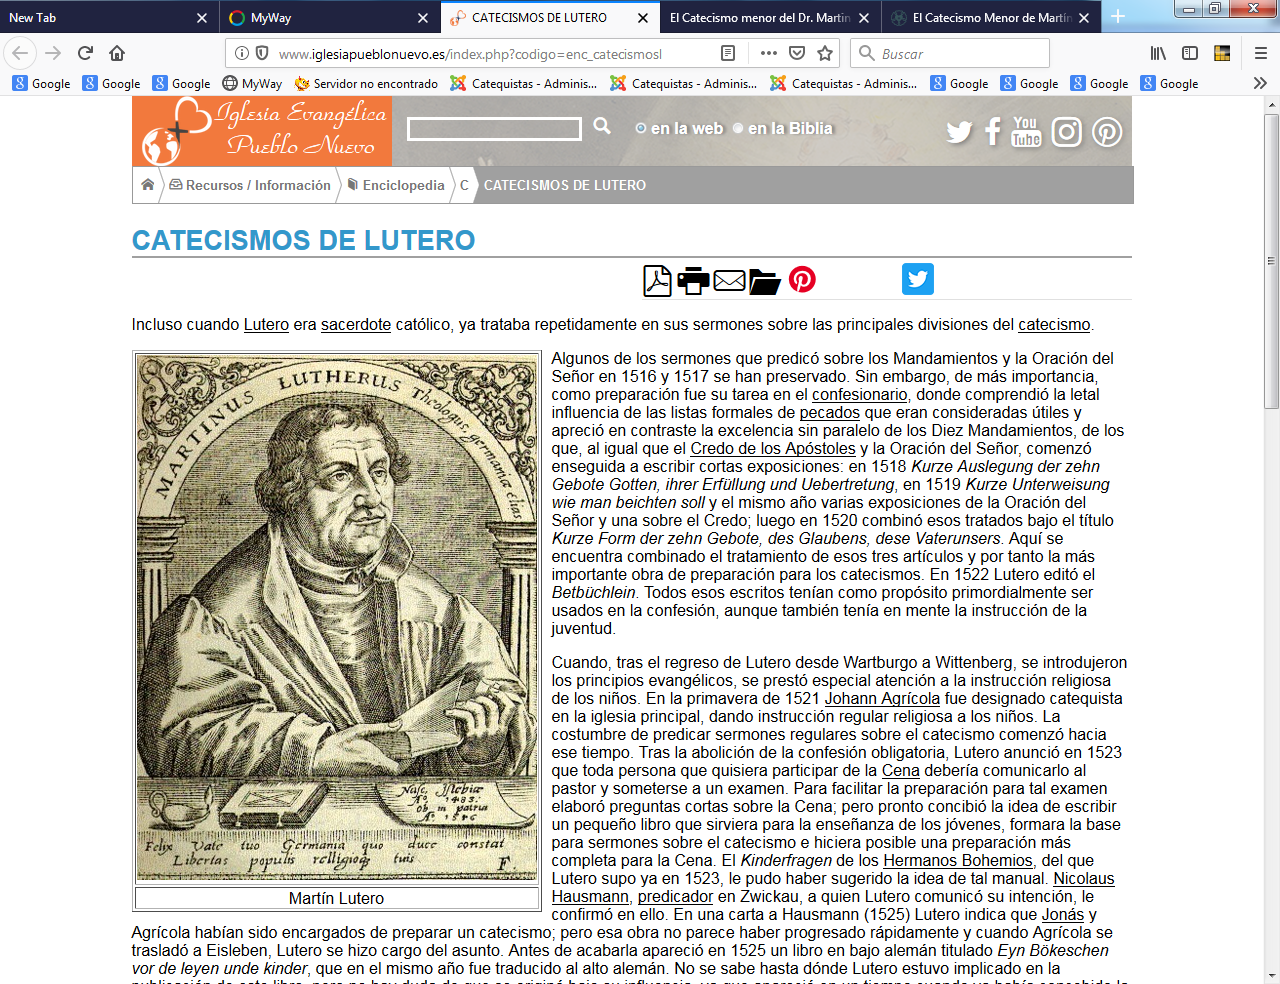 New Tab
MyWay
CATECISMOS DE LUTERO
El Catecismo menor del Dr. Martin
El Catecismo Menor de Martín
www.iglesiapueblonuevo.es/index.php?codigo=enc_catecismosl
Buscar
Google
Google
Google
MyWay
Servidor no encontrado
Catequistas - Adminis...
Catequistas - Adminis...
Catequistas - Adminis...
Google
Google
Google
Google
Iglesia Evangélica
Pueblo Nuevo
en la web
en la Biblia
You
Tube
Recursos / Información
Enciclopedia
C
CATECISMOS DE LUTERO
CATECISMOS DE LUTERO
Incluso cuando Lutero era sacerdote católico, ya trataba repetidamente en sus sermones sobre las principales divisiones del catecismo.
MARTINUS LUTHERUS Theologus, germaniæ elias
Nasc. Islebiæ
Aº. 1483.
Ob. in patria
Aº. 1546
Felix Vate tuo Germania quo duce constat
Libertas populis relligioq tuis
F.
Martín Lutero
Algunos de los sermones que predicó sobre los Mandamientos y la Oración del
Señor en 1516 y 1517 se han preservado. Sin embargo, de más importancia,
como preparación fue su tarea en el confesionario, donde comprendió la letal
influencia de las listas formales de pecados que eran consideradas útiles y
apreció en contraste la excelencia sin paralelo de los Diez Mandamientos, de los
que, al igual que el Credo de los Apóstoles y la Oración del Señor, comenzó
enseguida a escribir cortas exposiciones: en 1518 Kurze Auslegung der zehn
Gebote Gotten, ihrer Erfüllung und Uebertretung, en 1519 Kurze Unterweisung
wie man beichten soll y el mismo año varias exposiciones de la Oración del
Señor y una sobre el Credo; luego en 1520 combinó esos tratados bajo el título
Kurze Form der zehn Gebote, des Glaubens, dese Vaterunsers. Aquí se
encuentra combinado el tratamiento de esos tres artículos y por tanto la más
importante obra de preparación para los catecismos. En 1522 Lutero editó el
Betbüchlein. Todos esos escritos tenían como propósito primordialmente ser
usados en la confesión, aunque también tenía en mente la instrucción de la
juventud.
Cuando, tras el regreso de Lutero desde Wartburgo a Wittenberg, se introdujeron
los principios evangélicos, se prestó especial atención a la instrucción religiosa
de los niños. En la primavera de 1521 Johann Agrícola fue designado catequista
en la iglesia principal, dando instrucción regular religiosa a los niños. La
costumbre de predicar sermones regulares sobre el catecismo comenzó hacia
ese tiempo. Tras la abolición de la confesión obligatoria, Lutero anunció en 1523
que toda persona que quisiera participar de la Cena debería comunicarlo al
pastor y someterse a un examen. Para facilitar la preparación para tal examen
elaboró preguntas cortas sobre la Cena; pero pronto concibió la idea de escribir
un pequeño libro que sirviera para la enseñanza de los jóvenes, formara la base
para sermones sobre el catecismo e hiciera posible una preparación más
completa para la Cena. El Kinderfragen de los Hermanos Bohemios, del que
Lutero supo ya en 1523, le pudo haber sugerido la idea de tal manual. Nicolaus
Hausmann, predicador en Zwickau, a quien Lutero comunicó su intención, le
confirmó en ello. En una carta a Hausmann (1525) Lutero indica que Jonás y
Agrícola habían sido encargados de preparar un catecismo; pero esa obra no parece haber progresado rápidamente y cuando Agrícola se
trasladó a Eisleben, Lutero se hizo cargo del asunto. Antes de acabarla apareció en 1525 un libro en bajo alemán titulado Eyn Bökeschen
vor de leyen unde kinder, que en el mismo año fue traducido al alto alemán. No se sabe hasta dónde Lutero estuvo implicado en la